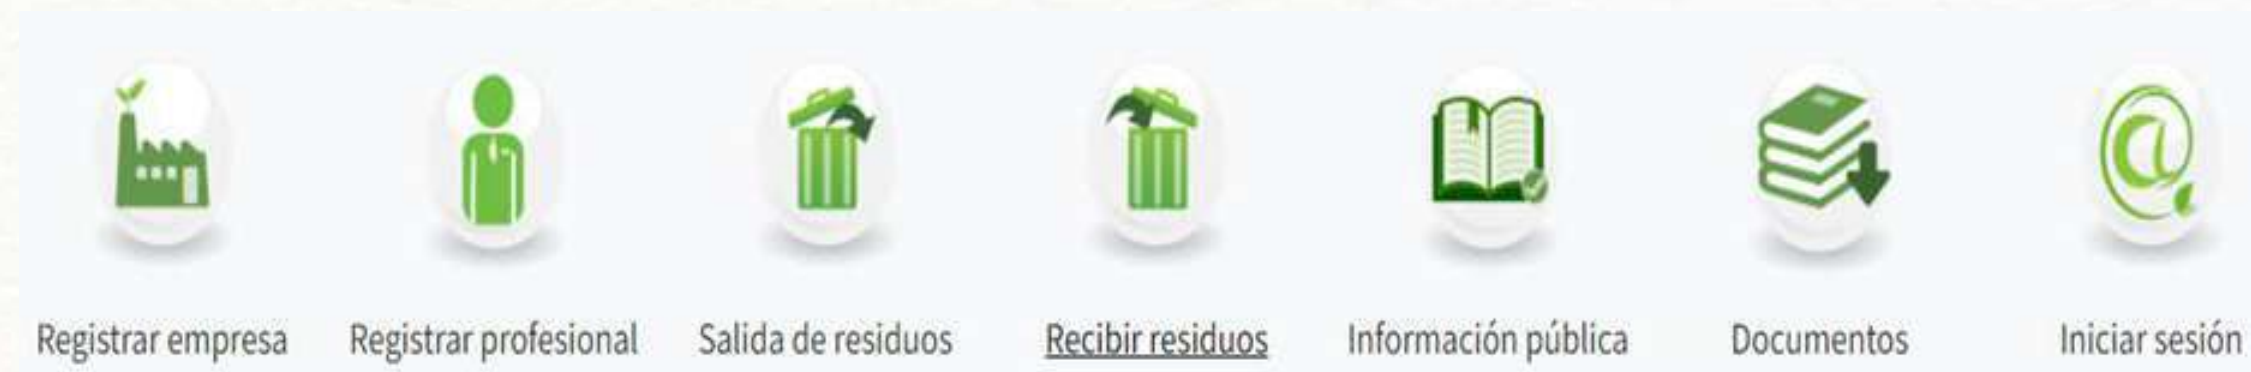 Registrar empresa
Registrar profesional
Salida de residuos
Recibir residuos
Información pública
Documentos
Iniciar sesión